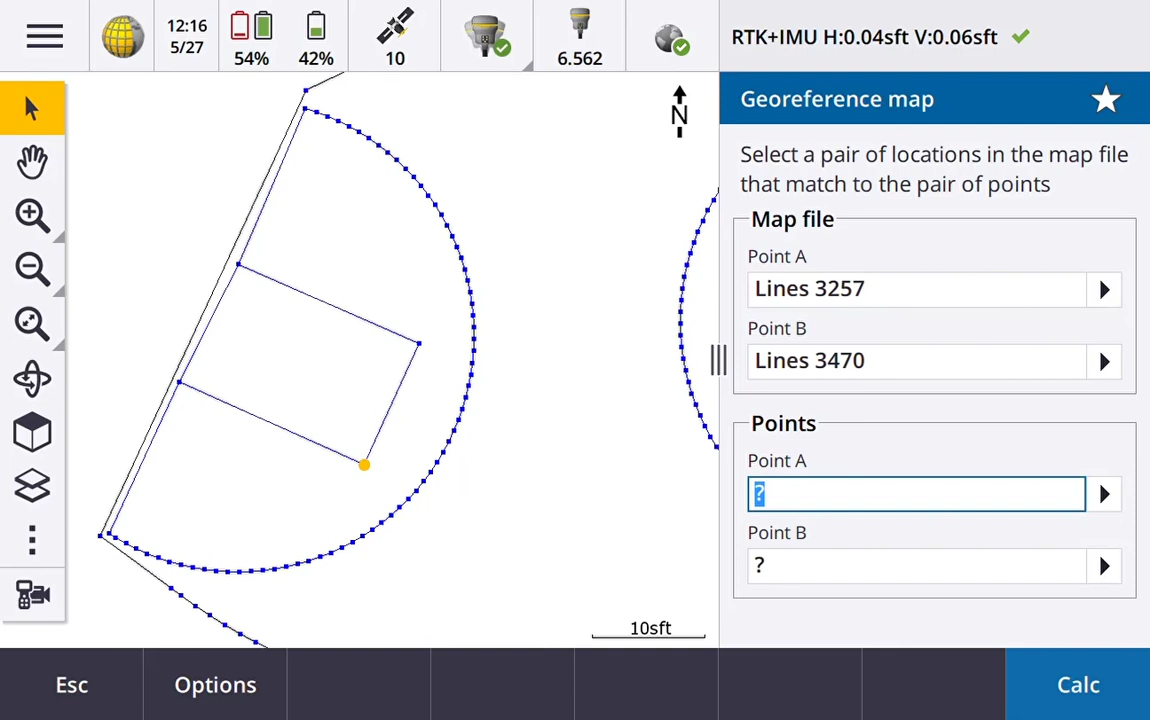 12:16
5/27
54%
42%
10
6.562
RTK+IMU H:0.04sft V:0.06sft
Georeference map
N
Select a pair of locations in the map file
that match to the pair of points
Map file
Point A
Lines 3257
Point B
Lines 3470
Points
Point A
?
Point B
?
10sft
Esc
Options
Calc